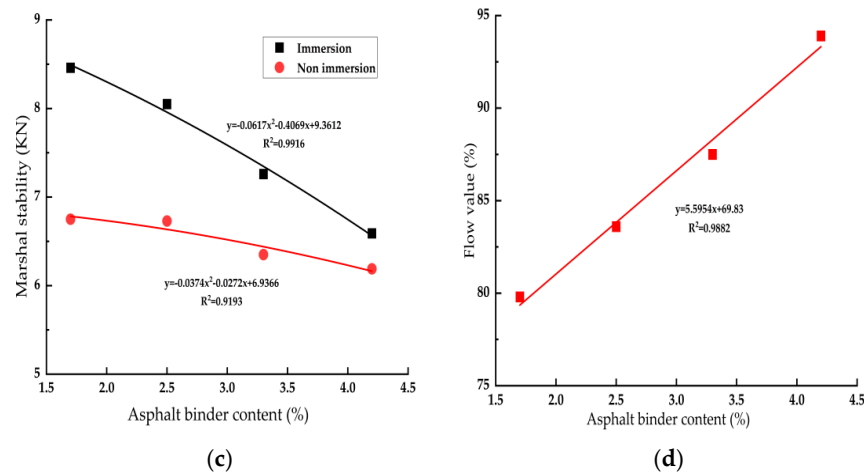 9
8
7
6
5
Marshal stability (KN)
Immersion
Non immersion
y=-0.0617x²-0.4069x+9.3612
R²=0.9916
y=-0.0374x²-0.0272x+6.9366
R²=0.9193
1.5 2.0 2.5 3.0 3.5 4.0 4.5
Asphalt binder content (%)
(c)
95
90
85
80
75
Flow value (%)
y=5.5954x+69.83
R²=0.9882
1.5 2.0 2.5 3.0 3.5 4.0 4.5
Asphalt binder content (%)
(d)